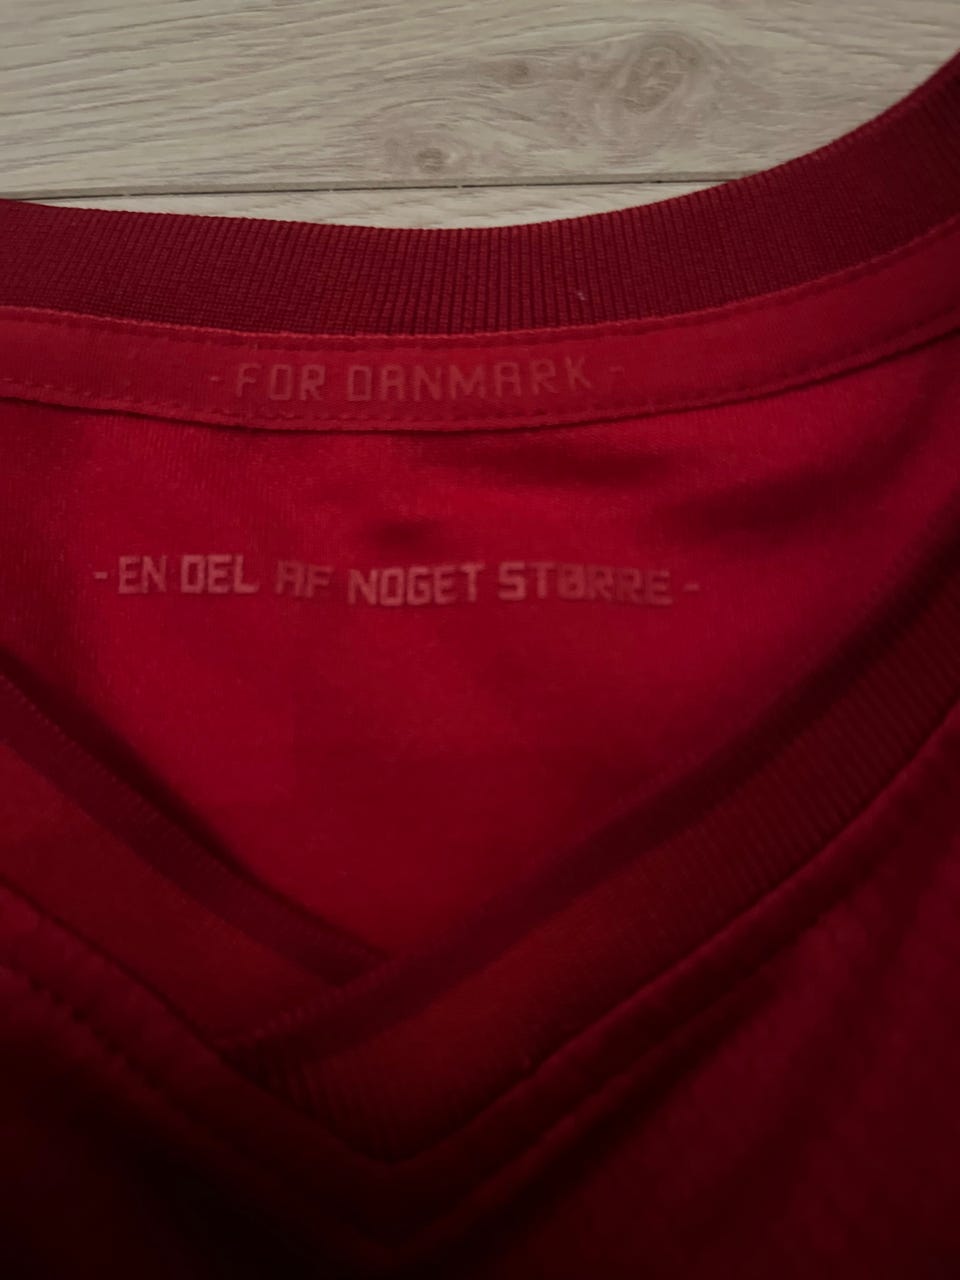 - FOR DANMARK -
- EN DEL AF NOGET STØRRE -